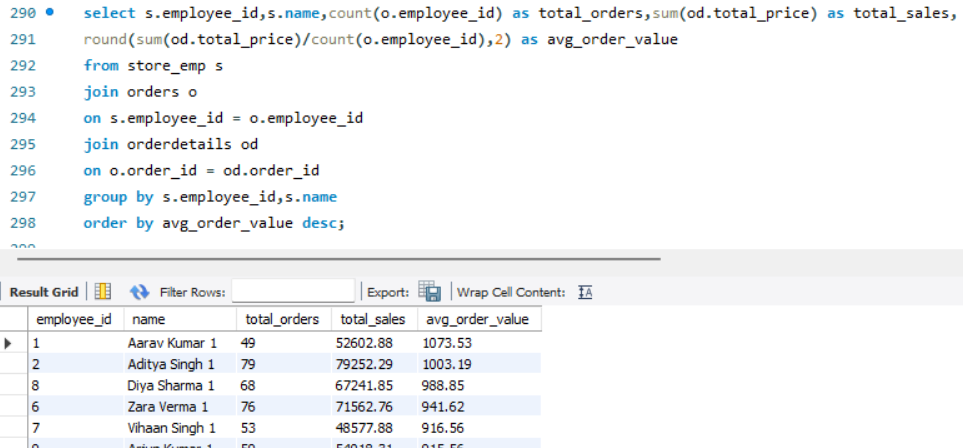 290 select s.employee_id,s.name,count(o.employee_id) as total_orders,sum(od.total_price) as total_sales,
291 round(sum(od.total_price)/count(o.employee_id),2) as avg_order_value
292 from store_emp s
293 join orders o
294 on s.employee_id = o.employee_id
295 join orderdetails od
296 on o.order_id = od.order_id
297 group by s.employee_id,s.name
298 order by avg_order_value desc;
Result Grid Filter Rows: Export: Wrap Cell Content: IA
employee_id name total_orders total_sales avg_order_value
1 Aarav Kumar 1 49 52602.88 1073.53
2 Aditya Singh 1 79 79252.29 1003.19
8 Diya Sharma 1 68 67241.85 988.85
6 Zara Verma 1 76 71562.76 941.62
7 Vihaan Singh 1 53 48577.88 916.56